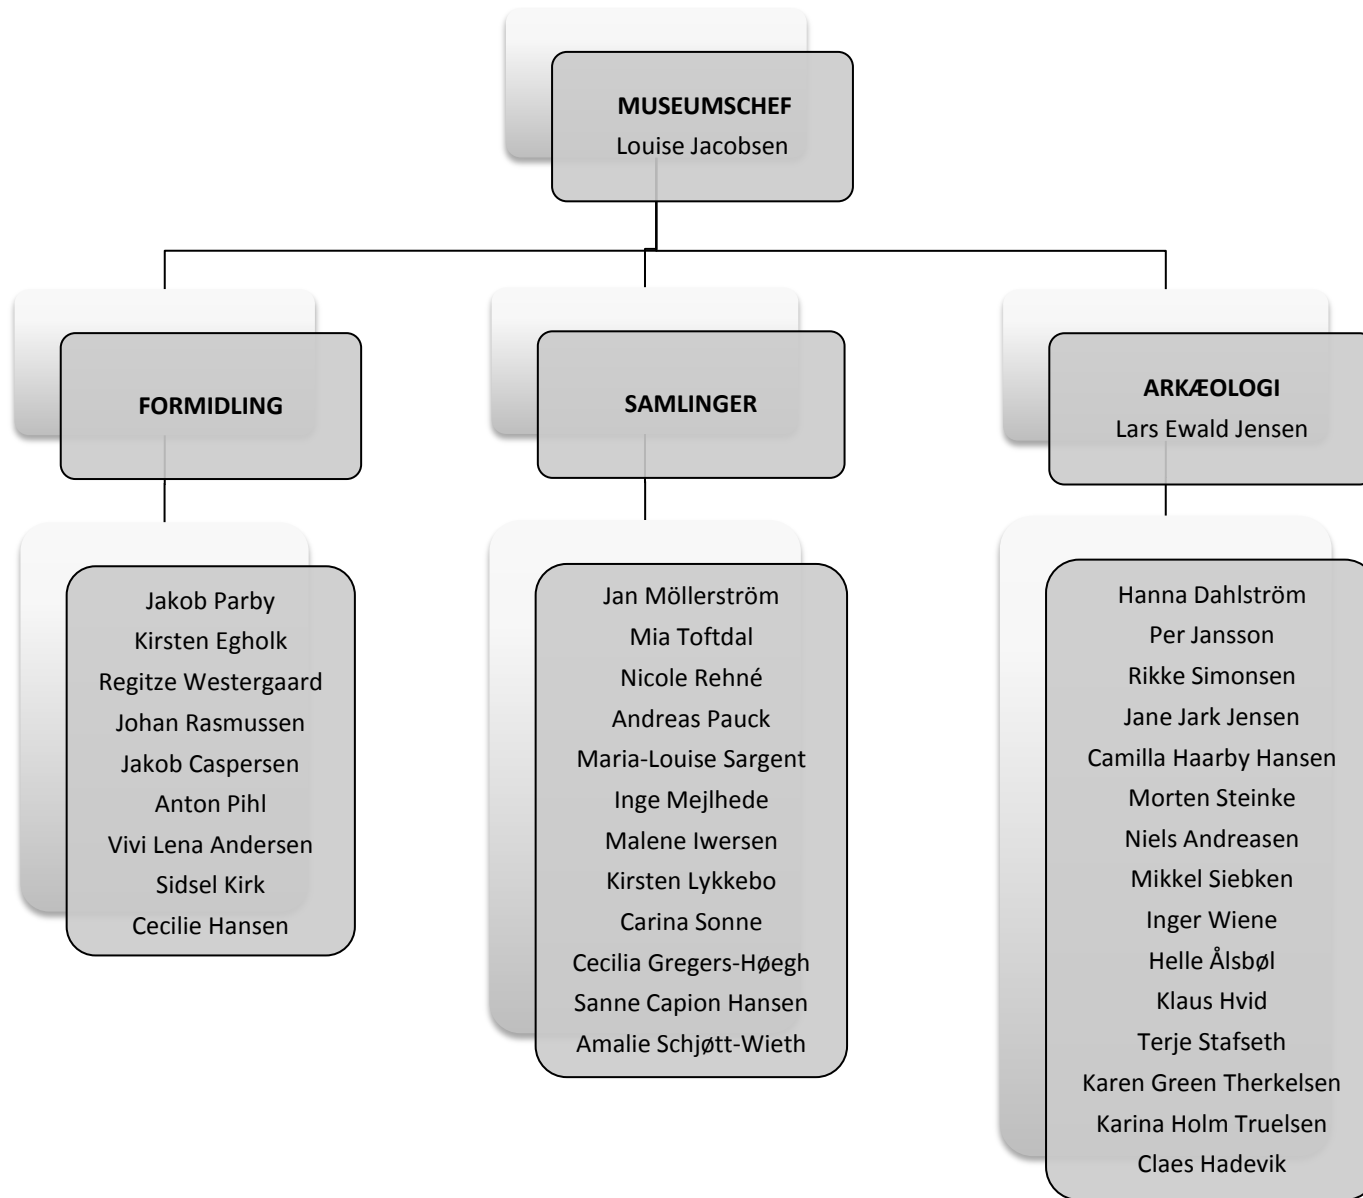 MUSEUMSCHEF
Louise Jacobsen
FORMIDLING
SAMLINGER
ARKÆOLOGI
Lars Ewald Jensen
Jakob Parby
Kirsten Egholk
Regitze Westergaard
Johan Rasmussen
Jakob Caspersen
Anton Pihl
Vivi Lena Andersen
Sidsel Kirk
Cecilie Hansen
Jan Möllerström
Mia Toftdal
Nicole Rehné
Andreas Pauck
Maria-Louise Sargent
Inge Mejlhede
Malene Iwersen
Kirsten Lykkebo
Carina Sonne
Cecilia Gregers-Høegh
Sanne Capion Hansen
Amalie Schjøtt-Wieth
Hanna Dahlström
Per Jansson
Rikke Simonsen
Jane Jark Jensen
Camilla Haarby Hansen
Morten Steinke
Niels Andreasen
Mikkel Siebken
Inger Wiene
Helle Ålsbøl
Klaus Hvid
Terje Stafseth
Karen Green Therkelsen
Karina Holm Truelsen
Claes Hadevik